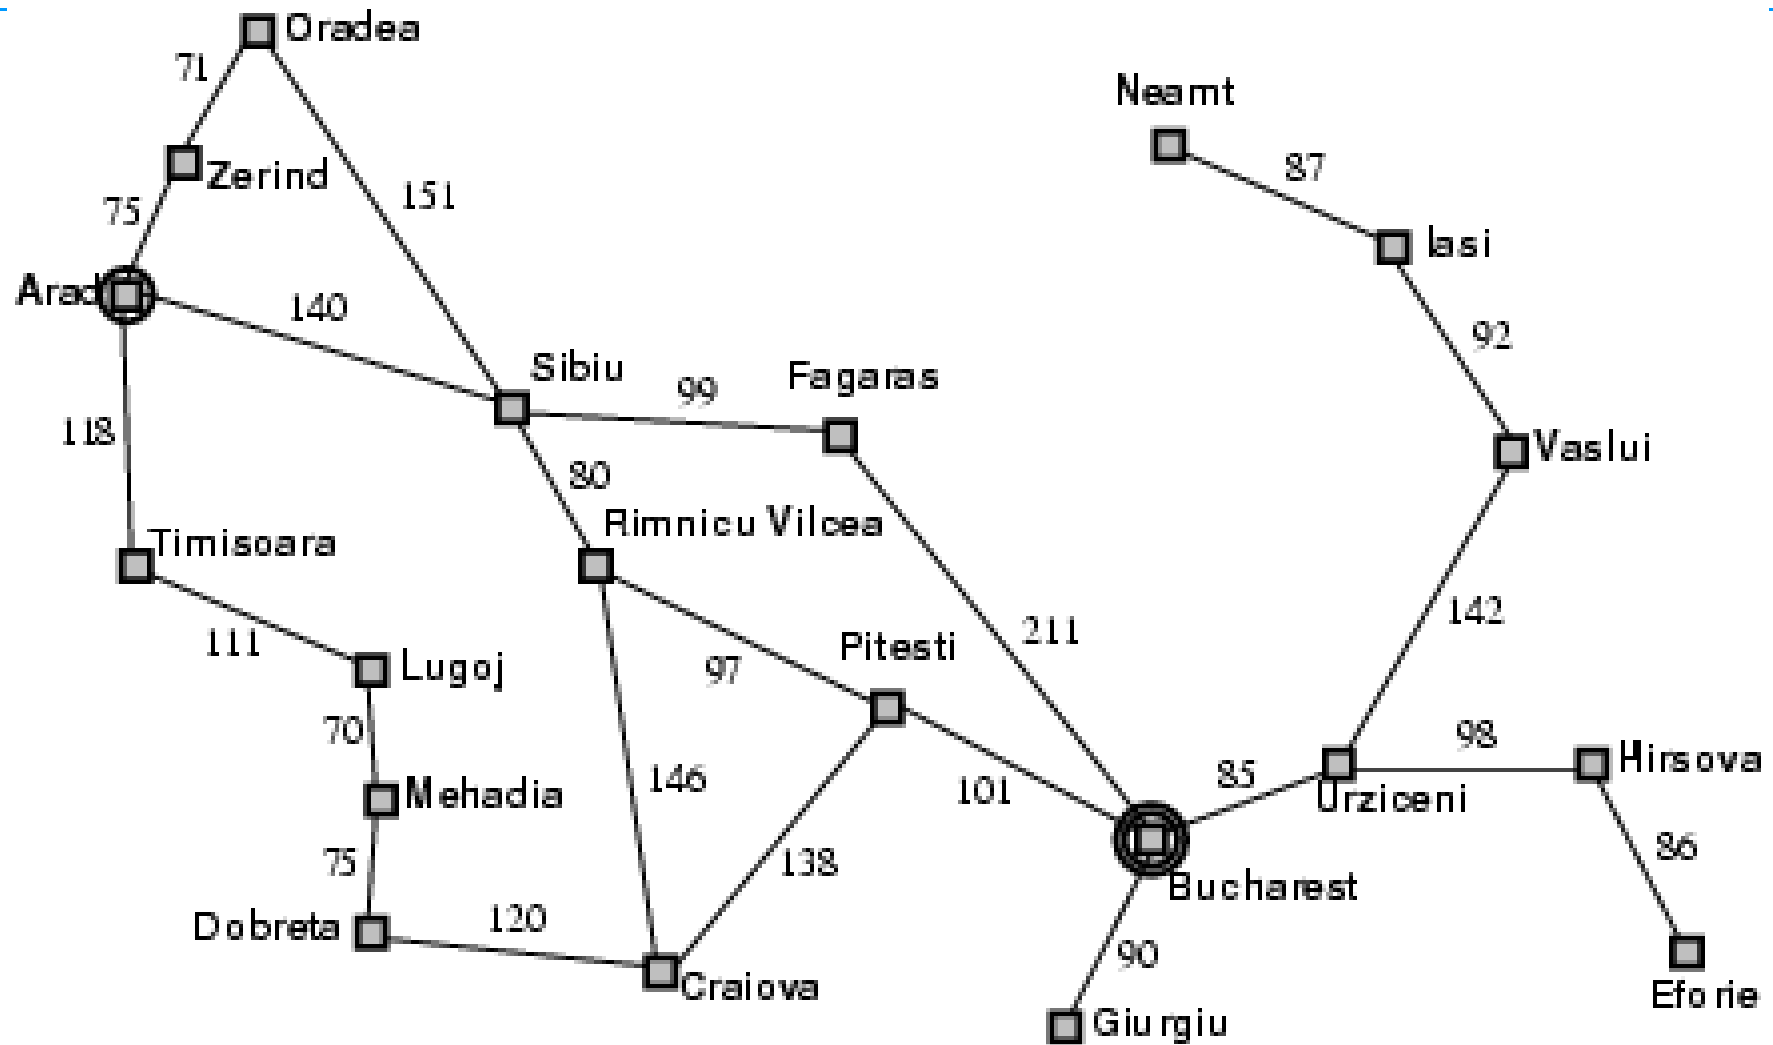 Oradea
71
Neamt
87
Zerind
151
75
Iasi
Arad
140
92
Sibiu
99
Fagaras
118
80
Vaslui
Timisoara
Rimnicu Vilcea
142
211
111
Lugoj
97
Pitesti
70
98
Hirsova
146
85
Mehadia
101
Urziceni
75
138
86
Bucharest
Dobreta
120
90
Craiova
Eforie
Giurgiu